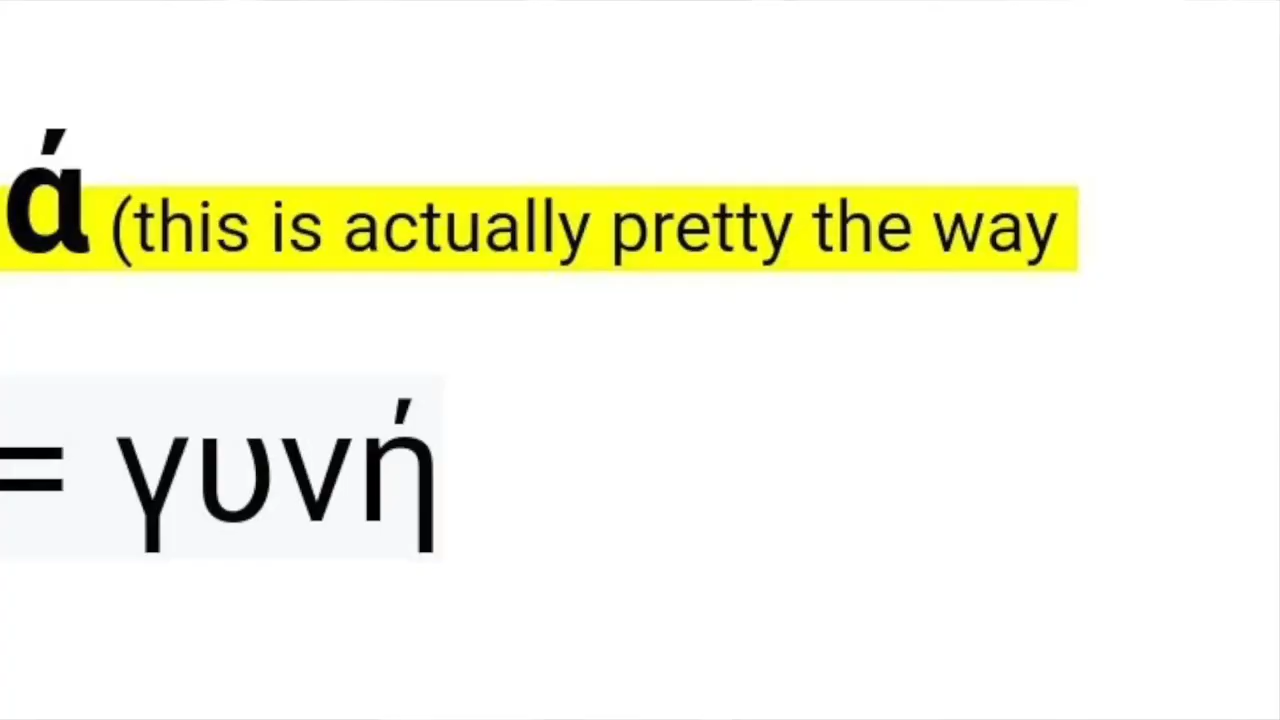 ά (this is actually pretty the way
= γυνή